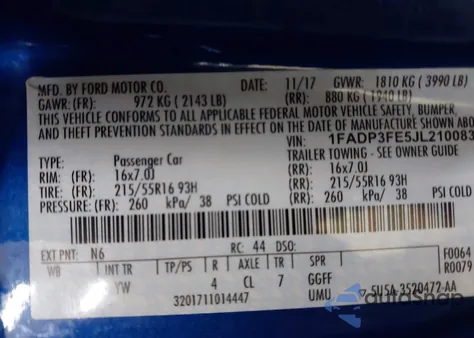 MFD. BY FORD MOTOR CO. DATE: 11/17 GVWR: 1810 KG ( 3990 LB)
GAWR: (FR): 972 KG ( 2143 LB) (RR): 880 KG ( 1940 LB)
THIS VEHICLE CONFORMS TO ALL APPLICABLE FEDERAL MOTOR VEHICLE SAFETY, BUMPER,
AND THEFT PREVENTION STANDARDS IN EFFECT ON THE DATE OF MANUFACTURE SHOWN ABO
VIN: 1FADP3FE5JL210083
TYPE: Passenger Car TRAILER TOWING - SEE OWNER GUIDE
RIM: (FR): 16x7.0J (RR): 16x7.0J
TIRE: (FR): 215/55R16 93H (RR): 215/55R16 93H
PRESSURE: (FR): 260 kPa/ 38 PSI COLD (RR): 260 kPa/ 38 PSI COLD
EXT PNT: N6 RC: 44 DSO: F0064
WB INT TR TP/PS R AXLE TR SPR R0079
YW 4 CL 7 GGFF
3201711014447 UMU 5U5A-3520472-AA
autosnap